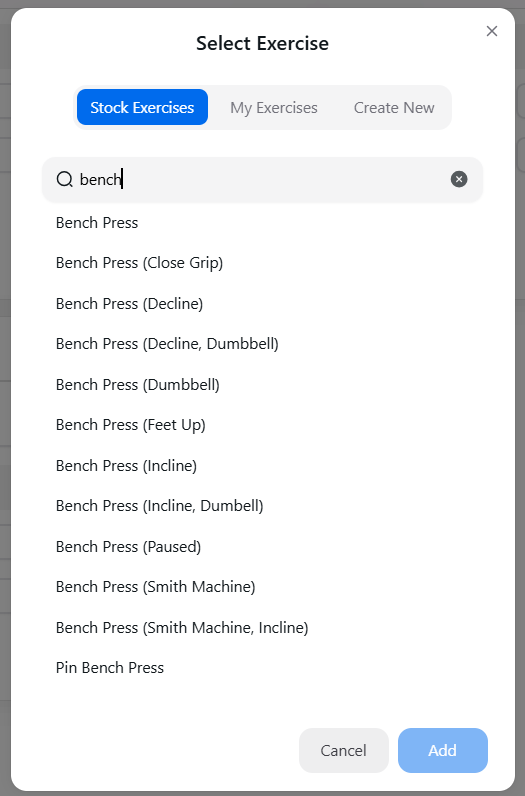 Select Exercise
Stock Exercises My Exercises Create New
bench
Bench Press
Bench Press (Close Grip)
Bench Press (Decline)
Bench Press (Decline, Dumbbell)
Bench Press (Dumbbell)
Bench Press (Feet Up)
Bench Press (Incline)
Bench Press (Incline, Dumbell)
Bench Press (Paused)
Bench Press (Smith Machine)
Bench Press (Smith Machine, Incline)
Pin Bench Press
Cancel Add